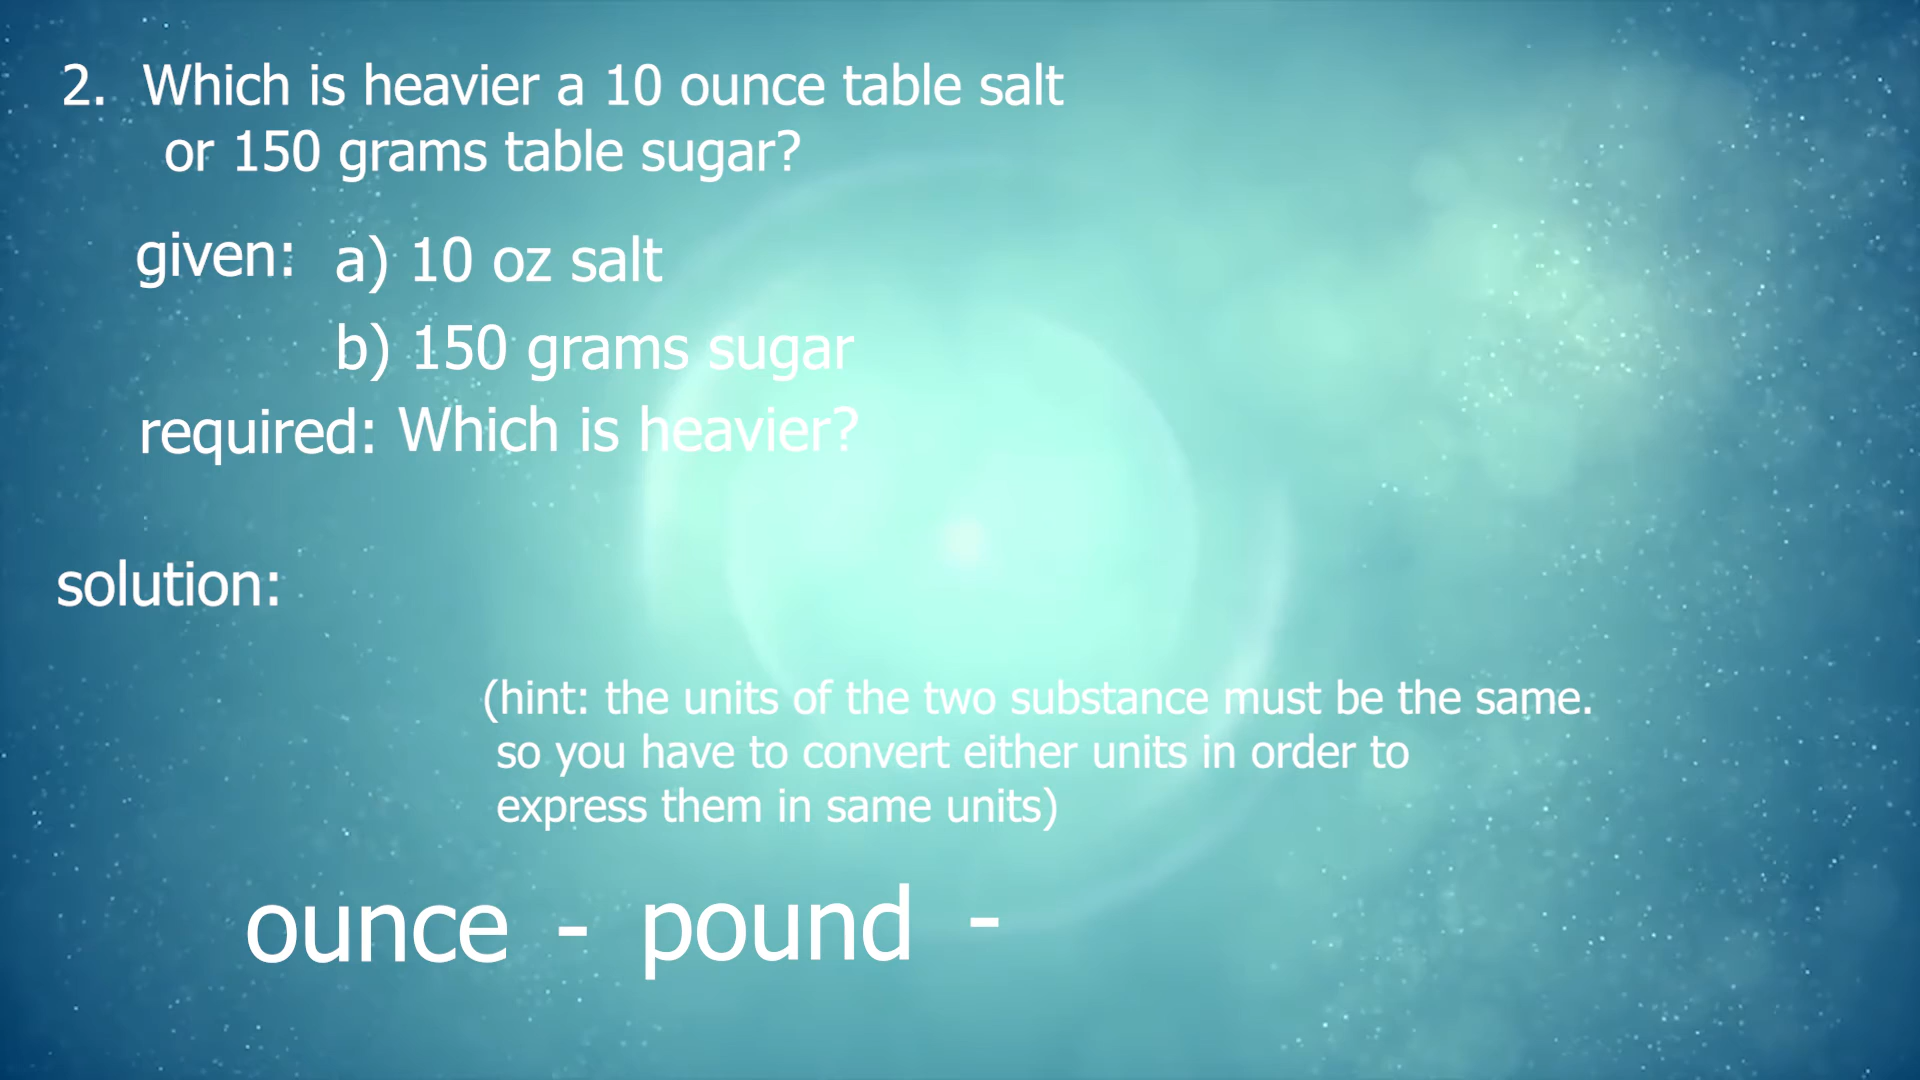 2. Which is heavier a 10 ounce table salt
or 150 grams table sugar?
given: a) 10 oz salt
b) 150 grams sugar
required: Which is heavier?
solution:
(hint: the units of the two substance must be the same.
so you have to convert either units in order to
express them in same units)
ounce - pound -